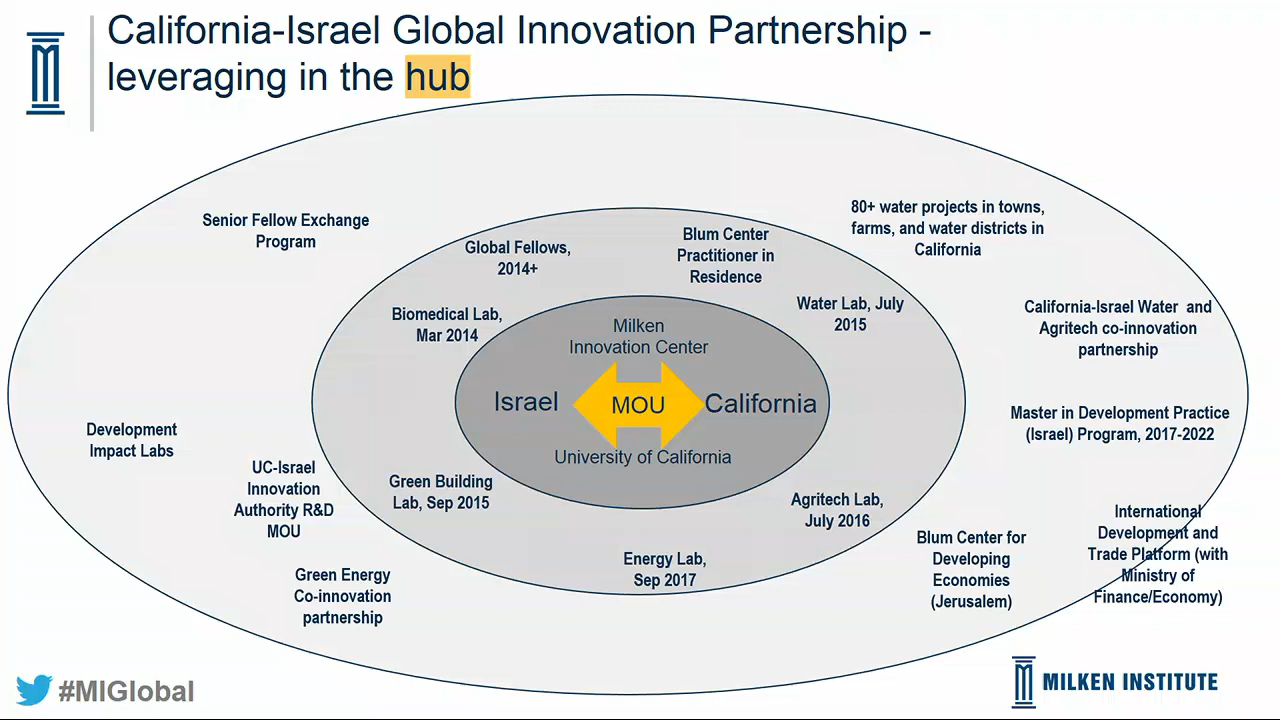 California-Israel Global Innovation Partnership -
leveraging in the hub
Senior Fellow Exchange
Program
80+ water projects in towns,
farms, and water districts in
California
Global Fellows,
2014+
Blum Center
Practitioner in
Residence
Biomedical Lab,
Mar 2014
Water Lab, July
2015
California-Israel Water and
Agritech co-innovation
partnership
Milken
Innovation Center
Israel
MOU
California
University of California
Master in Development Practice
(Israel) Program, 2017-2022
Development
Impact Labs
UC-Israel
Innovation
Authority R&D
MOU
Green Building
Lab, Sep 2015
Agritech Lab,
July 2016
International
Development and
Trade Platform (with
Ministry of
Finance/Economy)
Blum Center for
Developing
Economies
(Jerusalem)
Energy Lab,
Sep 2017
Green Energy
Co-innovation
partnership
#MIGlobal
MILKEN INSTITUTE